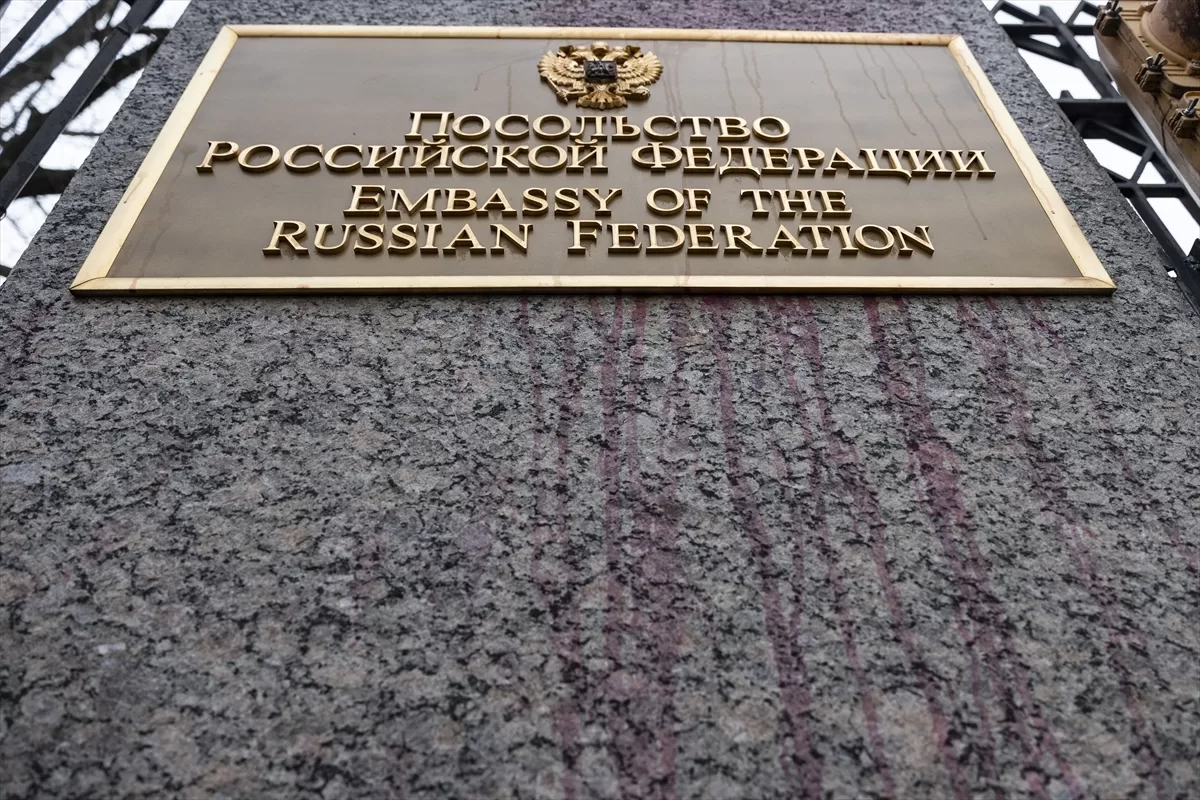 Посольство
Российской Федерации
Embassy of the
Russian Federation